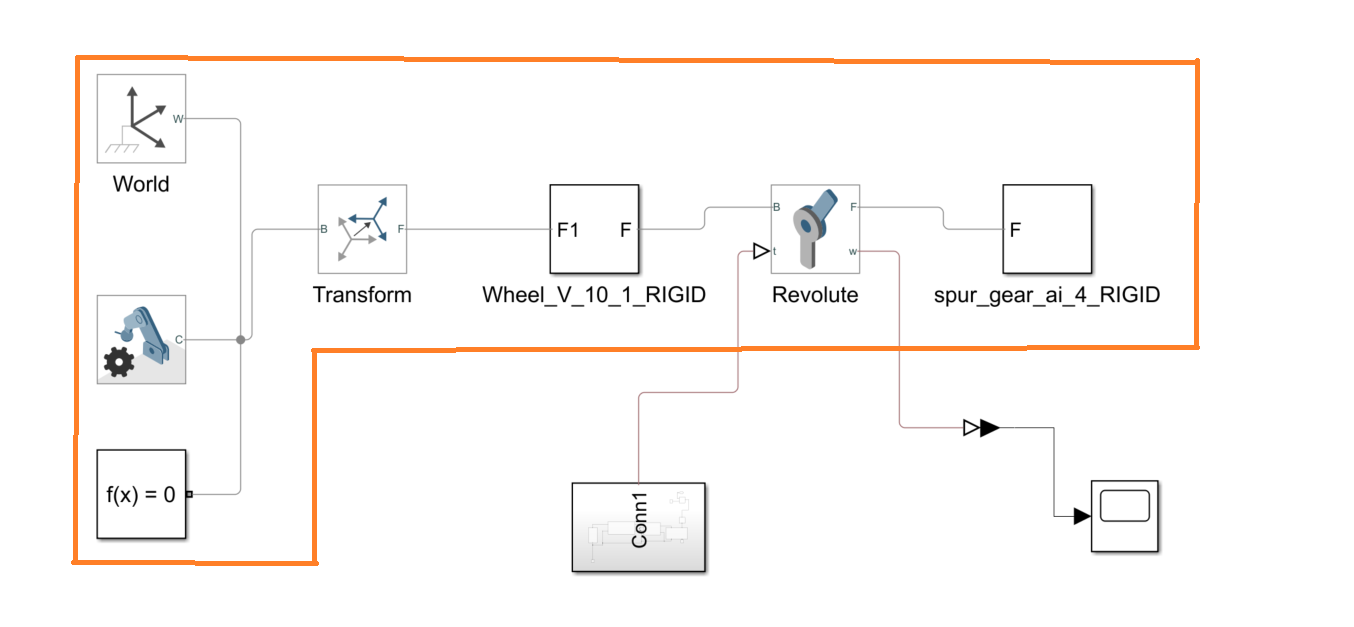 W
World
B
F
Transform
F1
F
Wheel_V_10_1_RIGID
B
F
t
w
Revolute
F
spur_gear_ai_4_RIGID
C
f(x) = 0
Conn1